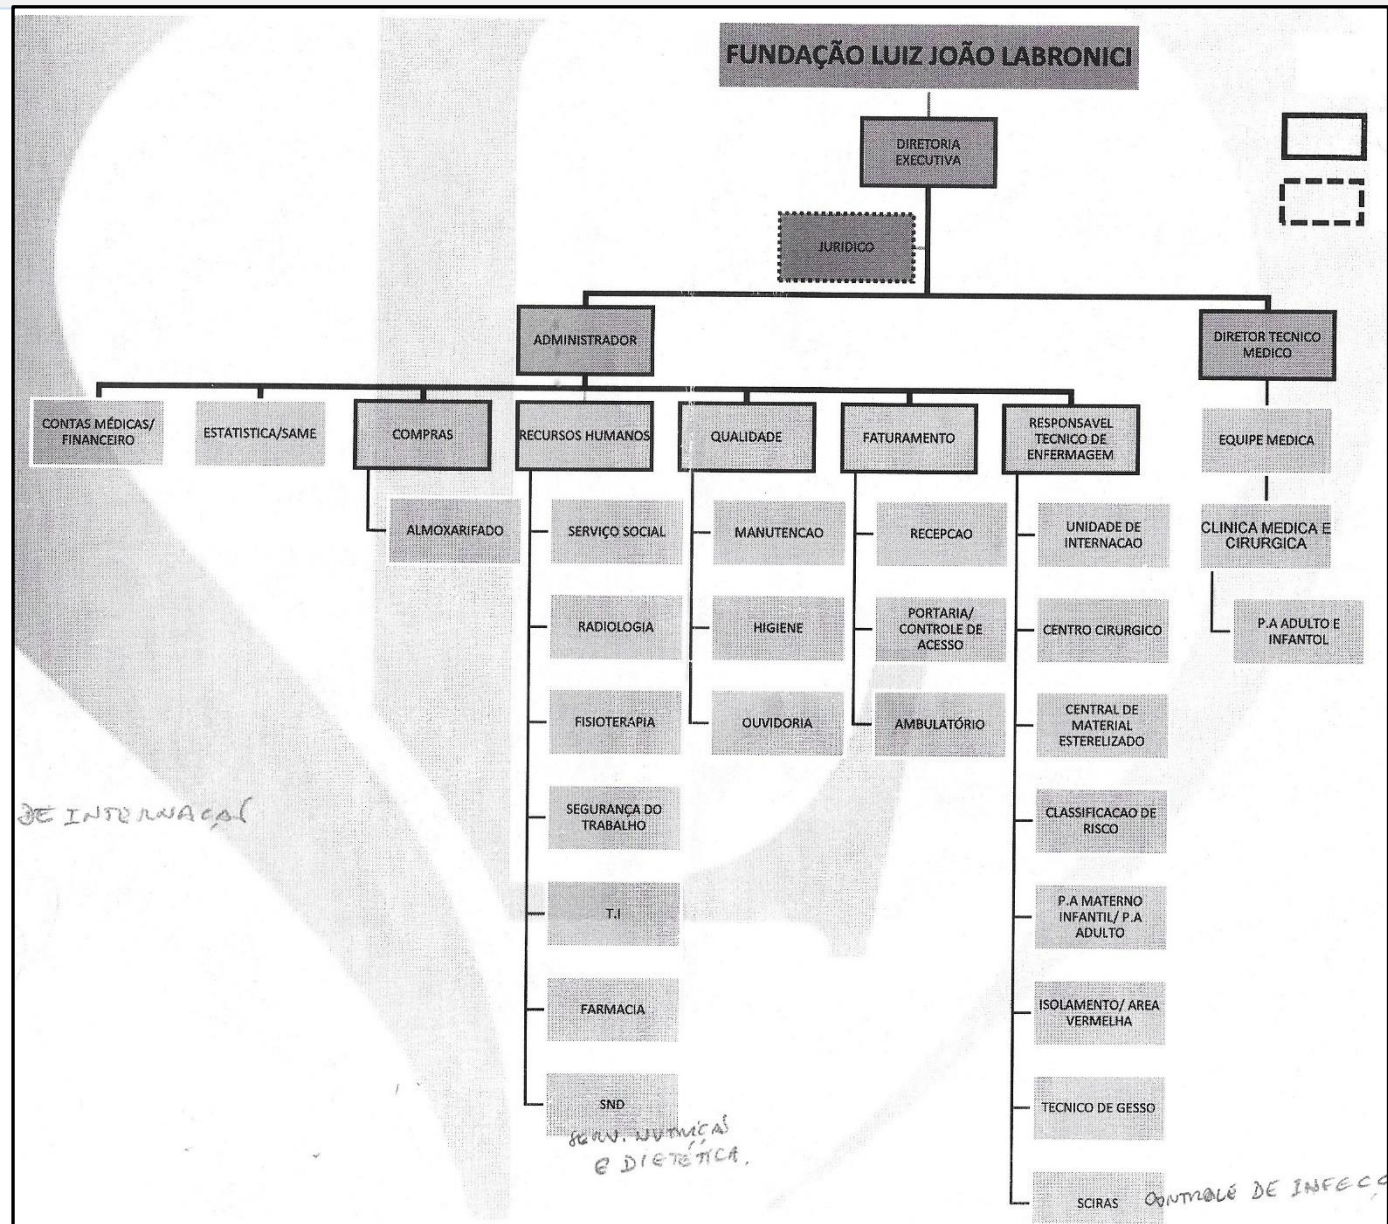 FUNDAÇÃO LUIZ JOÃO LABRONICI
DIRETORIA
EXECUTIVA
JURIDICO
ADMINISTRADOR
DIRETOR TECNICO
MEDICO
CONTAS MÉDICAS/
FINANCEIRO
ESTATISTICA/SAME
COMPRAS
RECURSOS HUMANOS
QUALIDADE
FATURAMENTO
RESPONSAVEL
TECNICO DE
ENFERMAGEM
EQUIPE MEDICA
ALMOXARIFADO
SERVIÇO SOCIAL
MANUTENCAO
RECEPCAO
UNIDADE DE
INTERNACAO
CLINICA MEDICA E
CIRURGICA
RADIOLOGIA
HIGIENE
PORTARIA/
CONTROLE DE
ACESSO
CENTRO CIRURGICO
P.A ADULTO E
INFANTOL
FISIOTERAPIA
OUVIDORIA
AMBULATÓRIO
CENTRAL DE
MATERIAL
ESTERELIZADO
DE INTERNAÇÃO
SEGURANÇA DO
TRABALHO
CLASSIFICACAO DE
RISCO
T.I
P.A MATERNO
INFANTIL/ P.A
ADULTO
FARMACIA
ISOLAMENTO/ AREA
VERMELHA
SND
SERV. NUTRIÇÃO
E DIETÉTICA.
TECNICO DE GESSO
SCIRAS
CONTROLE DE INFECÇ